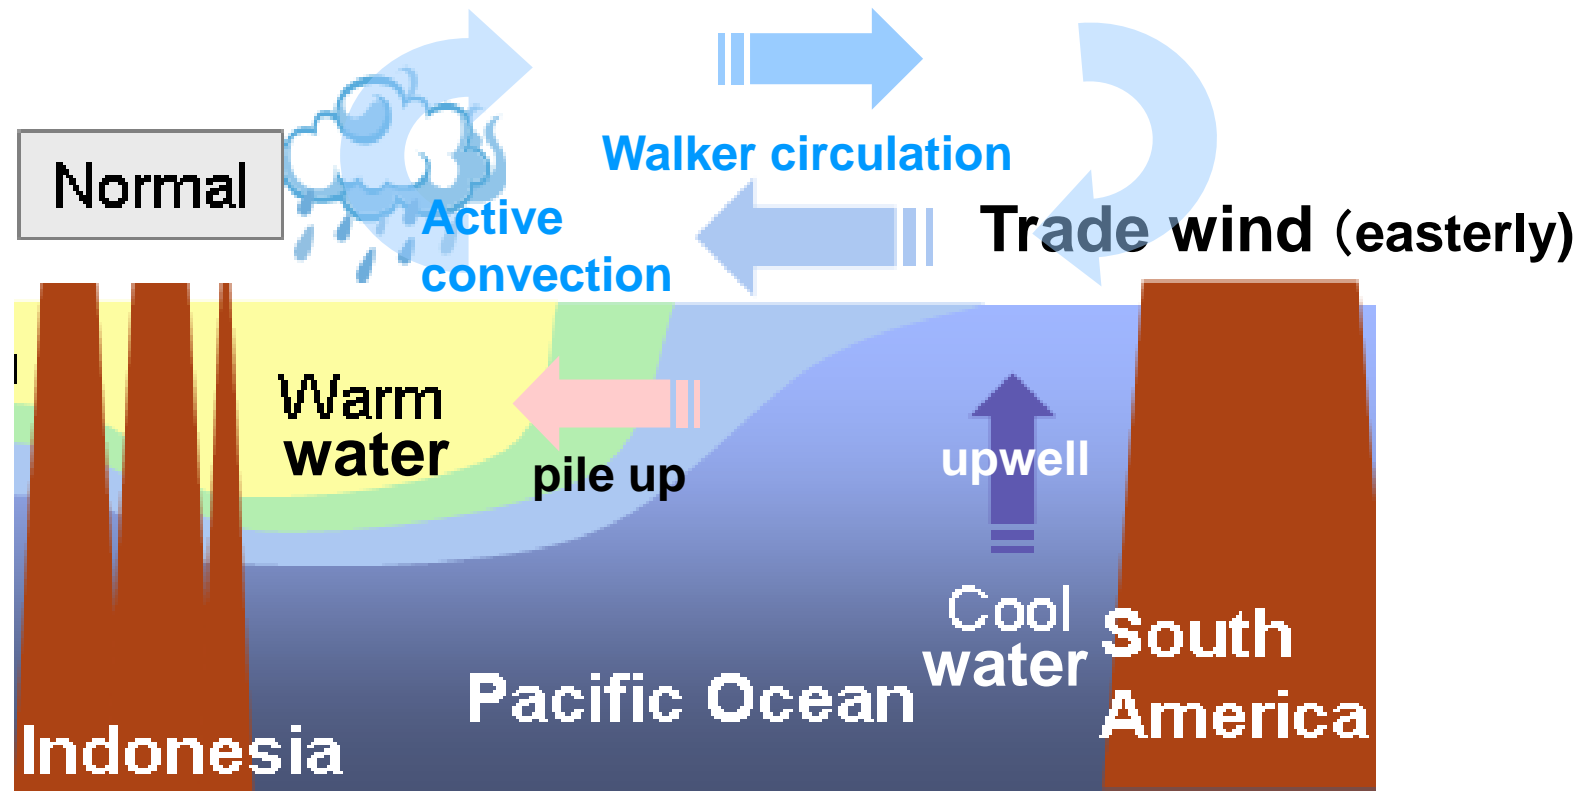 Normal
Walker circulation
Active
convection
Trade wind（easterly)
Warm
water
pile up
upwell
Cool
water
South
America
Pacific Ocean
Indonesia